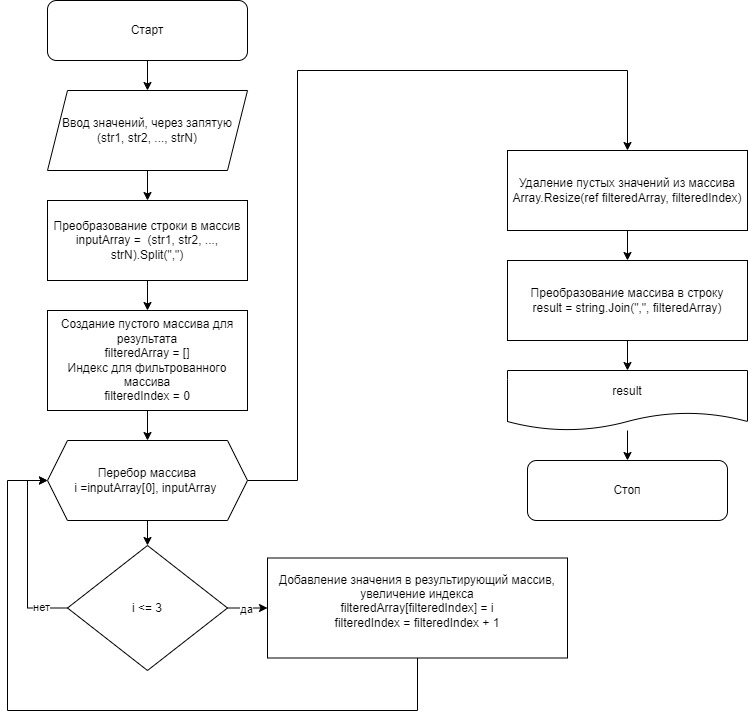 Старт
Ввод значений, через запятую
(str1, str2, ..., strN)
Преобразование строки в массив
inputArray = (str1, str2, ...,
strN).Split(",")
Создание пустого массива для
результата
filteredArray = []
Индекс для фильтрованного
массива
filteredIndex = 0
Перебор массива
i =inputArray[0], inputArray
i <= 3
нет
да
Добавление значения в результирующий массив,
увеличение индекса
filteredArray[filteredIndex] = i
filteredIndex = filteredIndex + 1
Удаление пустых значений из массива
Array.Resize(ref filteredArray, filteredIndex)
Преобразование массива в строку
result = string.Join(",", filteredArray)
result
Стоп